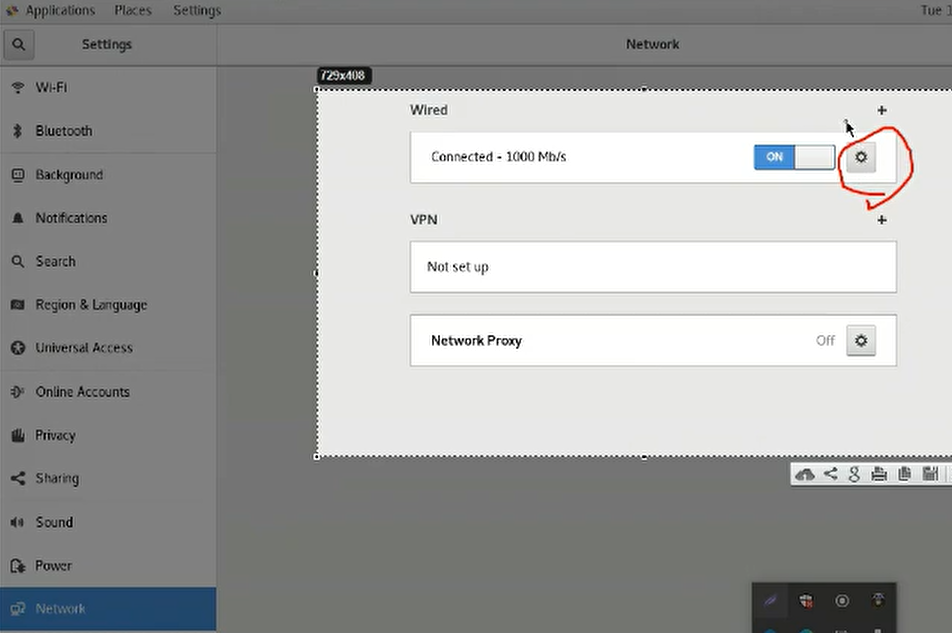 Applications Places Settings Tue 1
Settings Network
729x408
Wi-Fi
Bluetooth
Background
Notifications
Search
Region & Language
Universal Access
Online Accounts
Privacy
Sharing
Sound
Power
Network
Wired +
Connected - 1000 Mb/s ON
VPN +
Not set up
Network Proxy Off